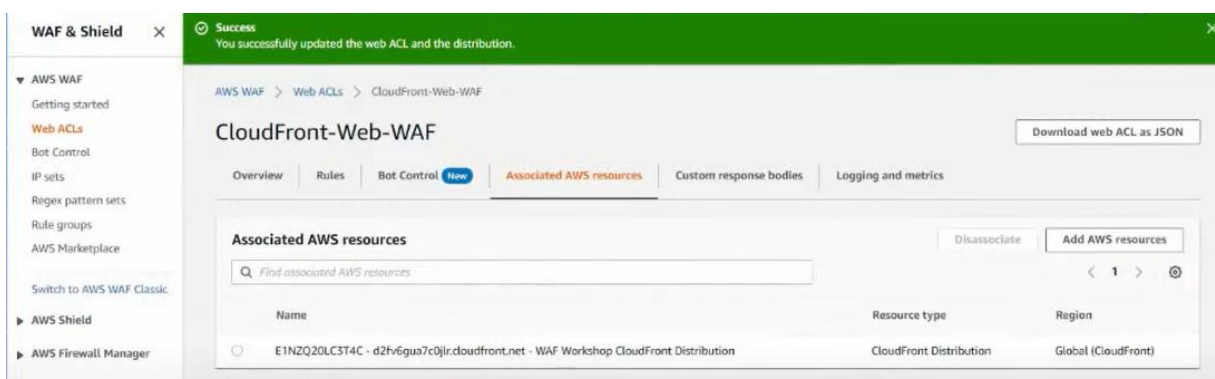 WAF & Shield
Success
You successfully updated the web ACL and the distribution.
AWS WAF
Getting started
Web ACLs
Bot Control
IP sets
Regex pattern sets
Rule groups
AWS Marketplace
Switch to AWS WAF Classic
AWS Shield
AWS Firewall Manager
AWS WAF > Web ACLs > CloudFront-Web-WAF
CloudFront-Web-WAF
Download web ACL as JSON
Overview Rules Bot Control New Associated AWS resources Custom response bodies Logging and metrics
Associated AWS resources
Disassociate Add AWS resources
Find associated AWS resources
< 1 >
Name Resource type Region
E1NZQ20LC3T4C - d2fv6gua7c0jlr.cloudfront.net - WAF Workshop CloudFront Distribution CloudFront Distribution Global (CloudFront)